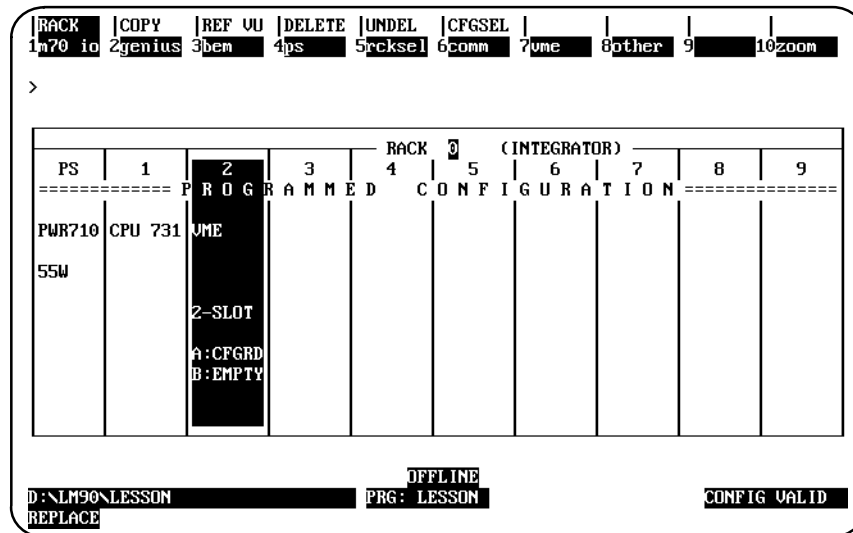 RACK |COPY |REF VU |DELETE |UNDEL |CFGSEL | | | |
1m70 io 2genius 3bem 4ps 5rcksel 6comm 7vme 8other 9 10zoom
>
RACK 0 (INTEGRATOR)
PS 1 2 3 4 5 6 7 8 9
============= P R O G R A M M E D C O N F I G U R A T I O N ===============
PWR710 CPU 731 VME
55W
2-SLOT
A:CFGRD
B:EMPTY
OFFLINE
D:\LM90\LESSON PRG: LESSON CONFIG VALID
REPLACE